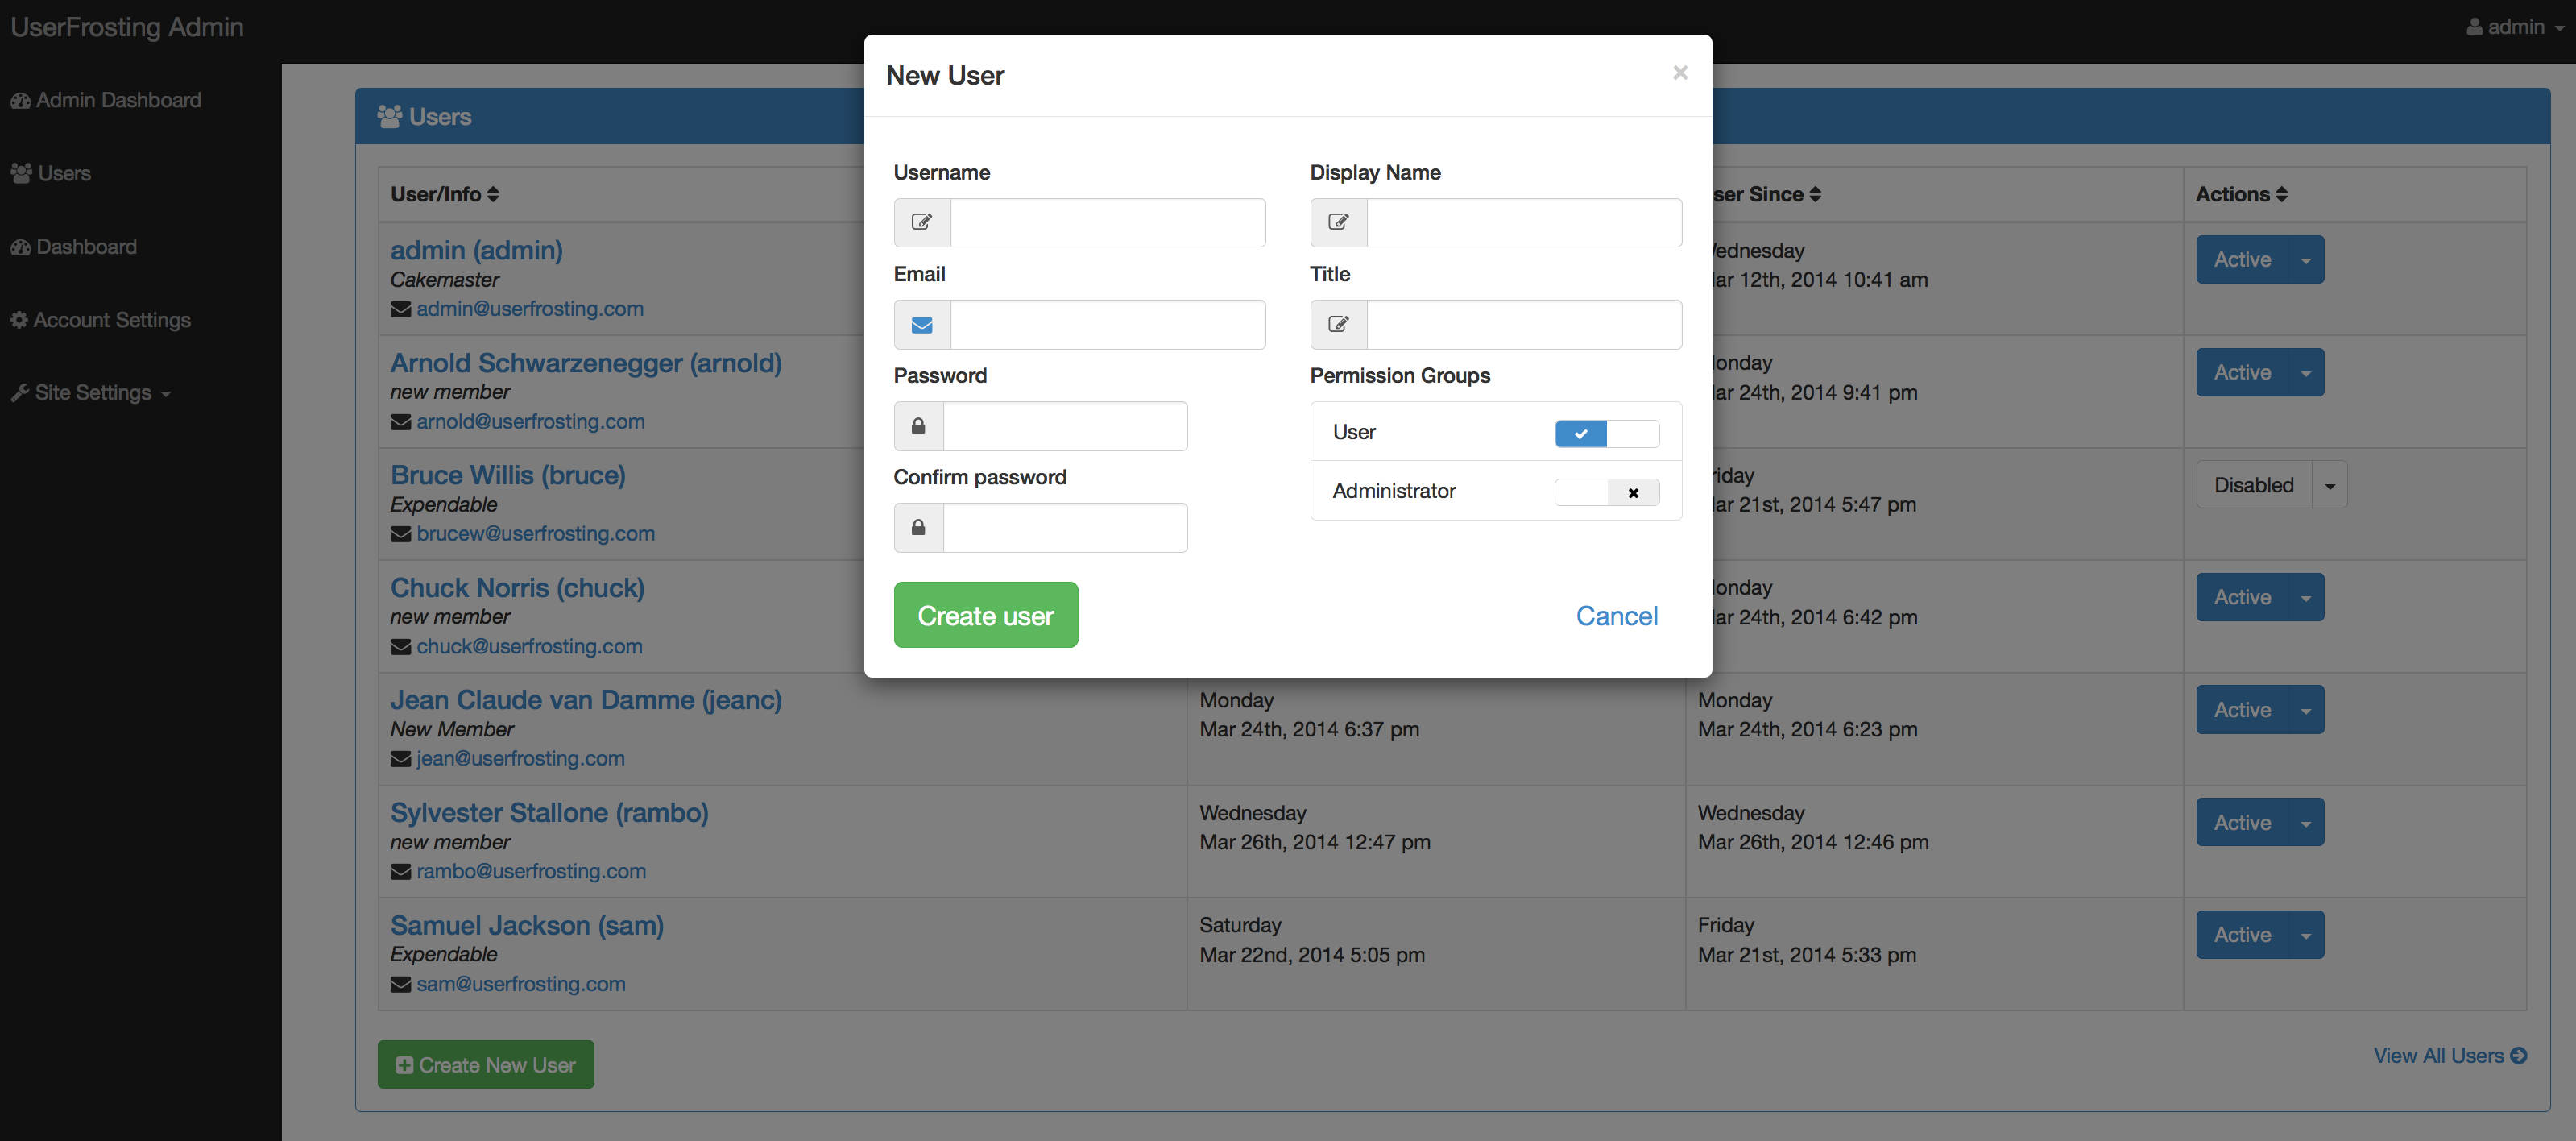 UserFrosting Admin
admin
Admin Dashboard
Users
Dashboard
Account Settings
Site Settings
Users
User/Info
ser Since
Actions
admin (admin)
Cakemaster
admin@userfrosting.com
ednesday
ar 12th, 2014 10:41 am
Active
Arnold Schwarzenegger (arnold)
new member
arnold@userfrosting.com
onday
ar 24th, 2014 9:41 pm
Active
Bruce Willis (bruce)
Expendable
brucew@userfrosting.com
riday
ar 21st, 2014 5:47 pm
Disabled
Chuck Norris (chuck)
new member
chuck@userfrosting.com
onday
ar 24th, 2014 6:42 pm
Active
Jean Claude van Damme (jeanc)
New Member
jean@userfrosting.com
Monday
Mar 24th, 2014 6:37 pm
Monday
Mar 24th, 2014 6:23 pm
Active
Sylvester Stallone (rambo)
new member
rambo@userfrosting.com
Wednesday
Mar 26th, 2014 12:47 pm
Wednesday
Mar 26th, 2014 12:46 pm
Active
Samuel Jackson (sam)
Expendable
sam@userfrosting.com
Saturday
Mar 22nd, 2014 5:05 pm
Friday
Mar 21st, 2014 5:33 pm
Active
Create New User
View All Users
New User
×
Username
Display Name
Email
Title
Password
Permission Groups
User
Administrator
Confirm password
Create user
Cancel